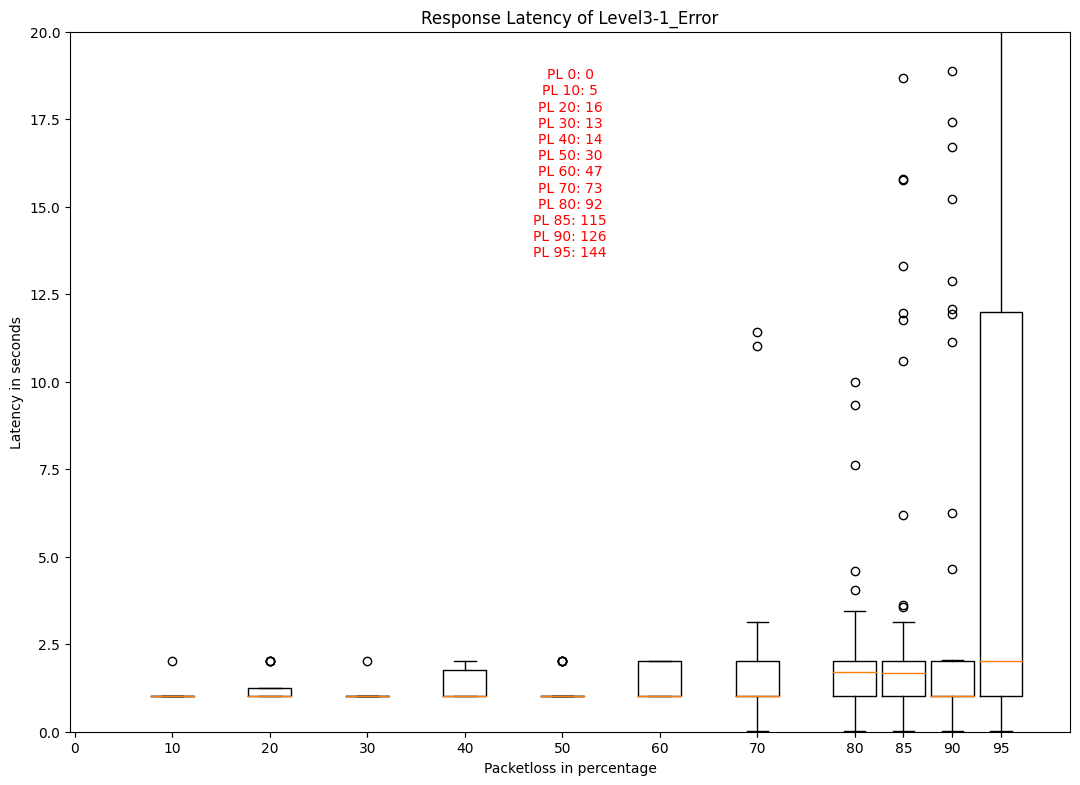 Response Latency of Level3-1_Error
20.0
17.5
15.0
12.5
10.0
7.5
5.0
2.5
0.0
Latency in seconds
PL 0: 0
PL 10: 5
PL 20: 16
PL 30: 13
PL 40: 14
PL 50: 30
PL 60: 47
PL 70: 73
PL 80: 92
PL 85: 115
PL 90: 126
PL 95: 144
0 10 20 30 40 50 60 70 80 85 90 95
Packetloss in percentage